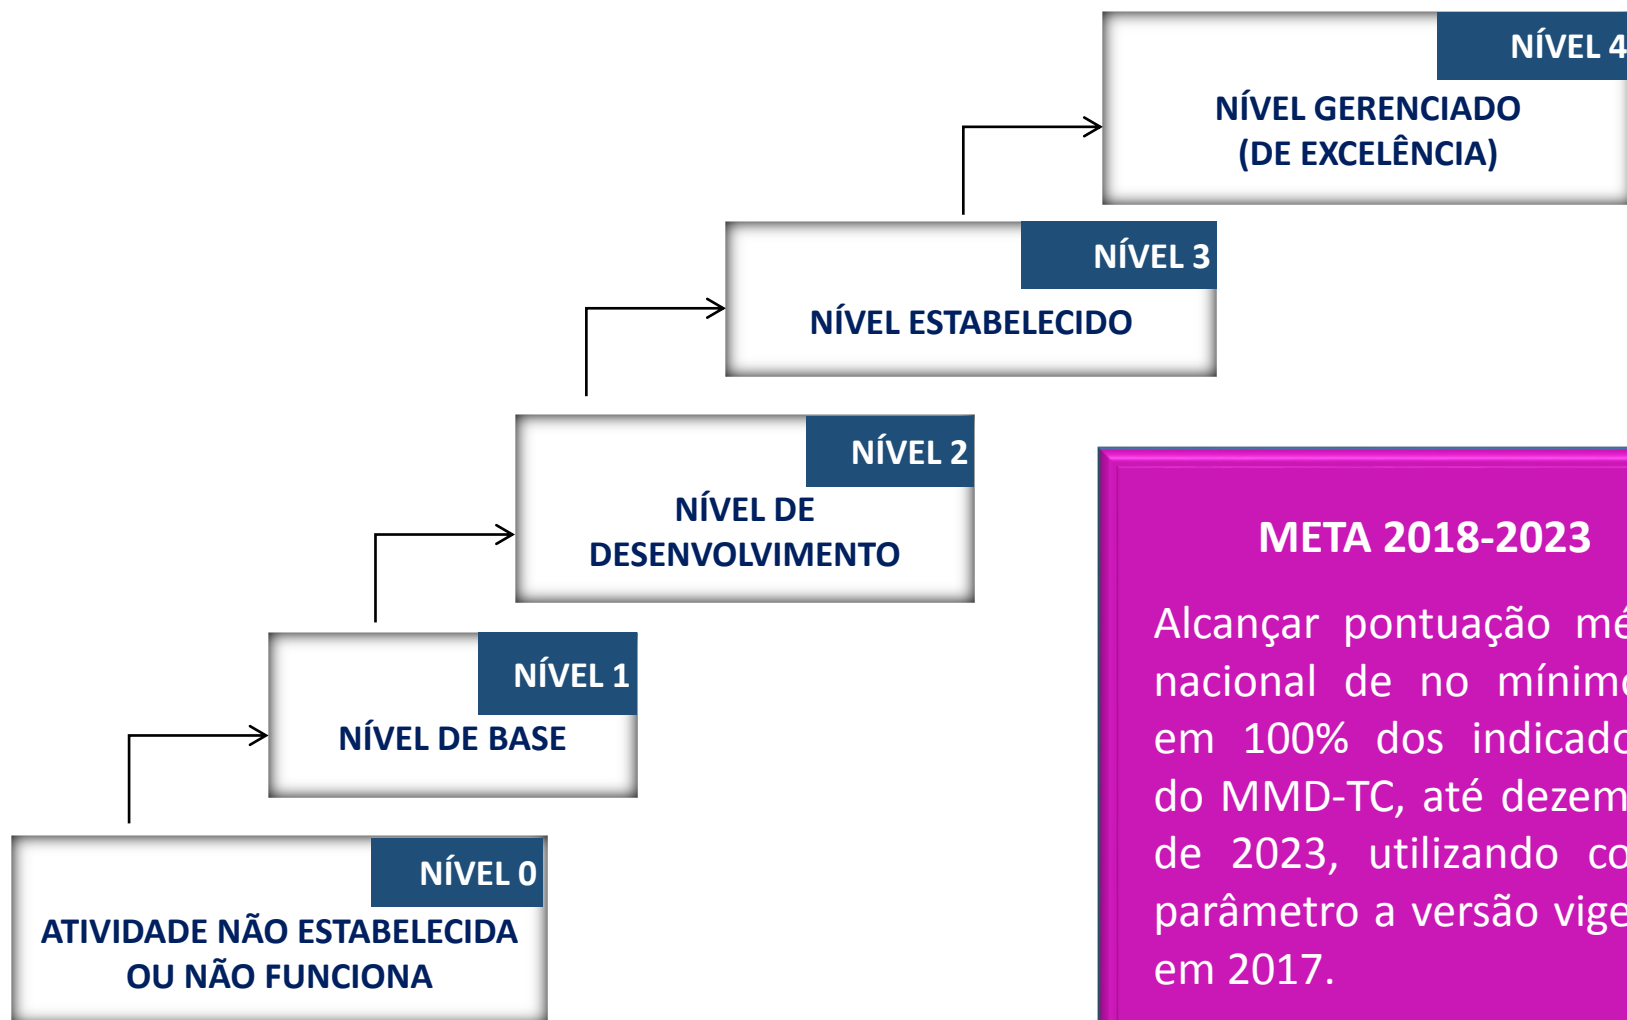 NÍVEL 4
NÍVEL GERENCIADO
(DE EXCELÊNCIA)
NÍVEL 3
NÍVEL ESTABELECIDO
NÍVEL 2
NÍVEL DE
DESENVOLVIMENTO
NÍVEL 1
NÍVEL DE BASE
NÍVEL 0
ATIVIDADE NÃO ESTABELECIDA
OU NÃO FUNCIONA
META 2018-2023
Alcançar pontuação
nacional de no mínimo
em 100% dos
do MMD-TC, até
de 2023, utilizando
parâmetro a versão
em 2017.